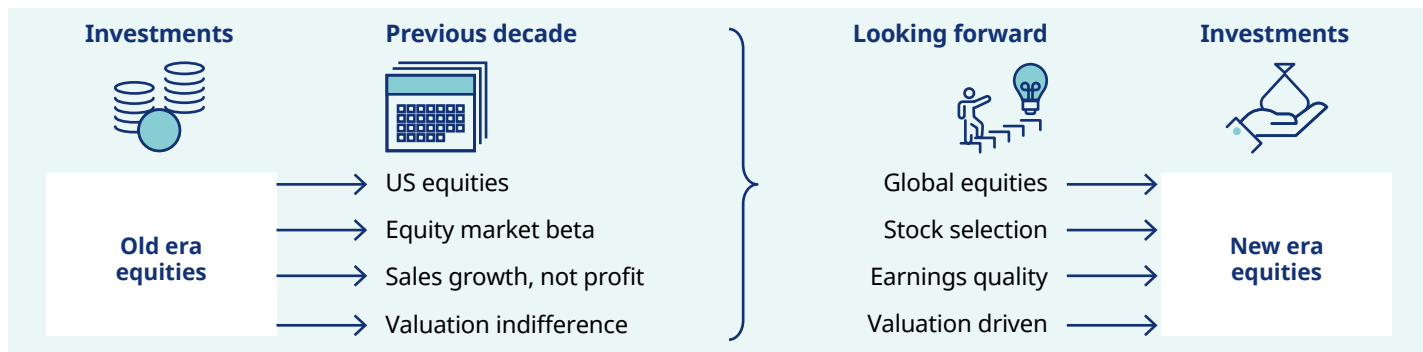 Investments
Previous decade
Looking forward
Investments
Old era
equities
US equities
Equity market beta
Sales growth, not profit
Valuation indifference
Global equities
Stock selection
Earnings quality
Valuation driven
New era
equities